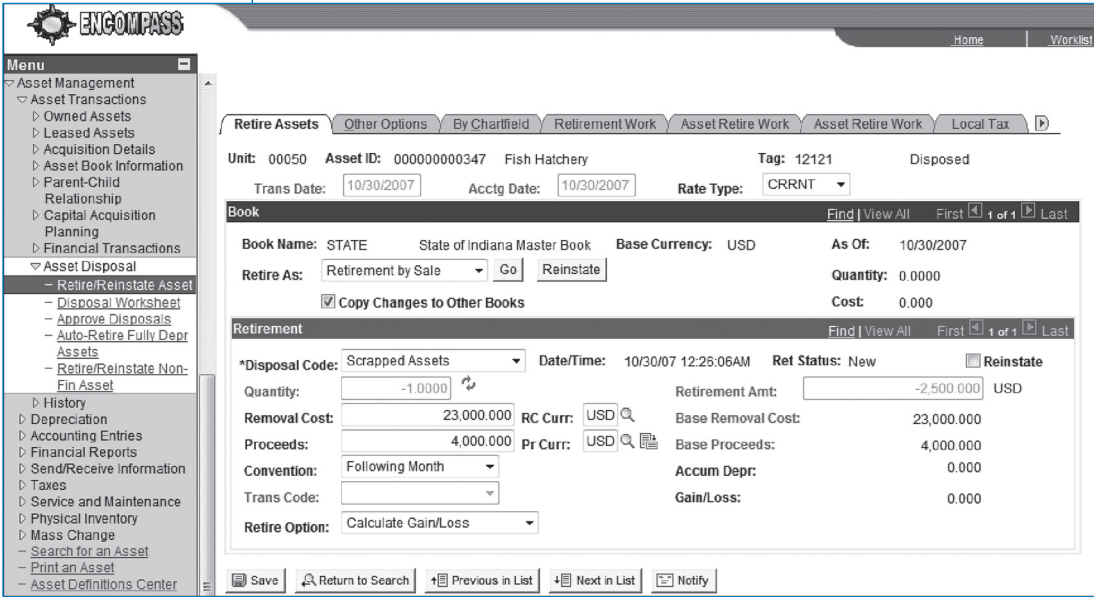 ENCOMPASS
Home Worklist
Menu
Asset Management
Asset Transactions
Owned Assets
Leased Assets
Acquisition Details
Asset Book Information
Parent-Child
Relationship
Capital Acquisition
Planning
Financial Transactions
Asset Disposal
– Retire/Reinstate Asset
– Disposal Worksheet
– Approve Disposals
– Auto-Retire Fully Depr
Assets
– Retire/Reinstate Non-
Fin Asset
History
Depreciation
Accounting Entries
Financial Reports
Send/Receive Information
Taxes
Service and Maintenance
Physical Inventory
Mass Change
– Search for an Asset
– Print an Asset
– Asset Definitions Center
Retire Assets Other Options By Chartfield Retirement Work Asset Retire Work Asset Retire Work Local Tax
Unit: 00050 Asset ID: 000000000347 Fish Hatchery Tag: 12121 Disposed
Trans Date: 10/30/2007 Acctg Date: 10/30/2007 Rate Type: CRRNT
Book Find | View All First 1 of 1 Last
Book Name: STATE State of Indiana Master Book Base Currency: USD As Of: 10/30/2007
Retire As: Retirement by Sale Go Reinstate Quantity: 0.0000
Copy Changes to Other Books Cost: 0.000
Retirement Find | View All First 1 of 1 Last
*Disposal Code: Scrapped Assets Date/Time: 10/30/07 12:26:06AM Ret Status: New Reinstate
Quantity: -1.0000 Retirement Amt: -2,500.000 USD
Removal Cost: 23,000.000 RC Curr: USD Base Removal Cost: 23,000.000
Proceeds: 4,000.000 Pr Curr: USD Base Proceeds: 4,000.000
Convention: Following Month Accum Depr: 0.000
Trans Code: Gain/Loss: 0.000
Retire Option: Calculate Gain/Loss
Save Return to Search Previous in List Next in List Notify